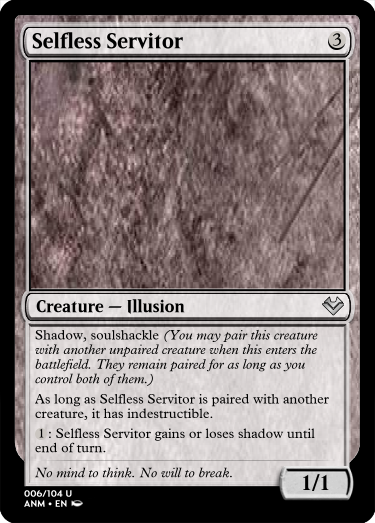 Selfless Servitor
3
Creature — Illusion
Shadow, soulshackle (You may pair this creature
with another unpaired creature when this enters the
battlefield. They remain paired for as long as you
control both of them.)
As long as Selfless Servitor is paired with another
creature, it has indestructible.
1 : Selfless Servitor gains or loses shadow until
end of turn.
No mind to think. No will to break.
1/1
006/104 U
ANM • EN